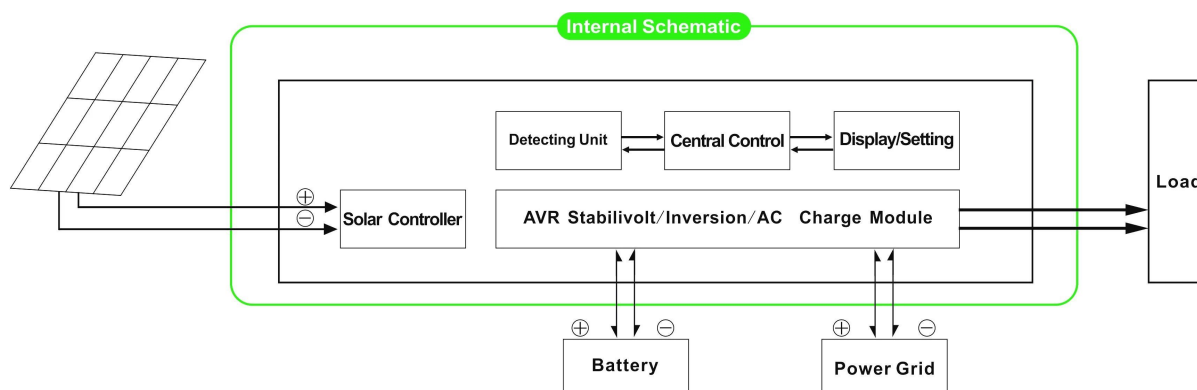 Internal Schematic
Detecting Unit
Central Control
Display/Setting
Load
⊕
⊖
Solar Controller
AVR Stabilivolt/Inversion/AC Charge Module
⊕ ⊖
⊕ ⊖
Battery
Power Grid